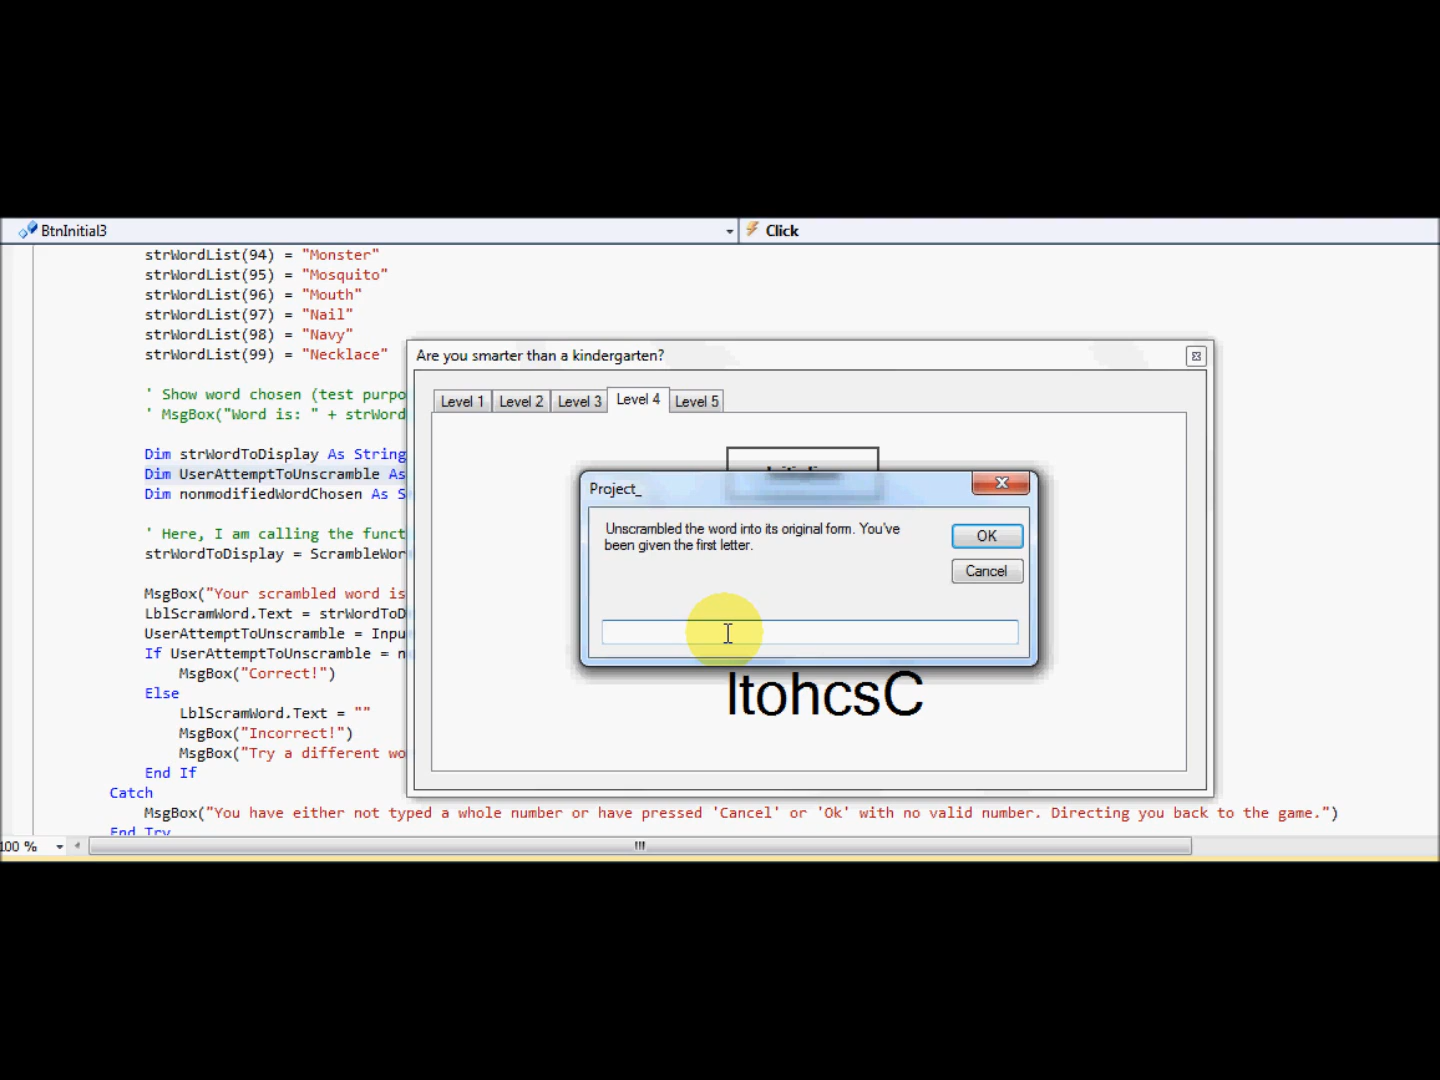 BtnInitial3
Click
strWordList(94) = "Monster"
strWordList(95) = "Mosquito"
strWordList(96) = "Mouth"
strWordList(97) = "Nail"
strWordList(98) = "Navy"
strWordList(99) = "Necklace"
' Show word chosen (test purpo
' MsgBox("Word is: " + strWord
Dim strWordToDisplay As String
Dim UserAttemptToUnscramble As
Dim nonmodifiedWordChosen As S
' Here, I am calling the funct
strWordToDisplay = ScrambleWor
MsgBox("Your scrambled word is
LblScramWord.Text = strWordToD
UserAttemptToUnscramble = Inpu
If UserAttemptToUnscramble = n
MsgBox("Correct!")
Else
LblScramWord.Text = ""
MsgBox("Incorrect!")
MsgBox("Try a different wo
End If
Catch
MsgBox("You have either not typed a whole number or have pressed 'Cancel' or 'Ok' with no valid number. Directing you back to the game.")
End Try
100 %
Are you smarter than a kindergarten?
Level 1 Level 2 Level 3 Level 4 Level 5
Project_
Unscrambled the word into its original form. You've
been given the first letter.
OK
Cancel
ltohcsC